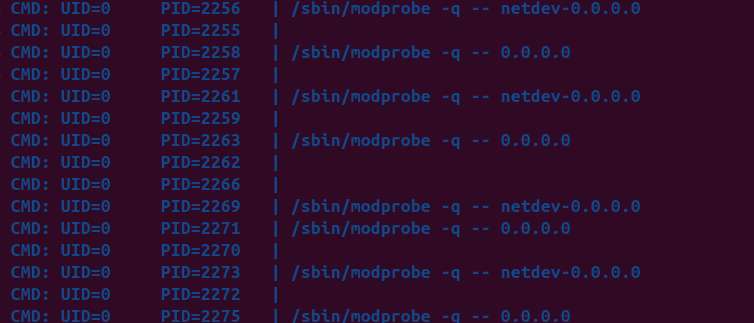 CMD: UID=0     PID=2256   | /sbin/modprobe -q -- netdev-0.0.0.0
CMD: UID=0     PID=2255   |
CMD: UID=0     PID=2258   | /sbin/modprobe -q -- 0.0.0.0
CMD: UID=0     PID=2257   |
CMD: UID=0     PID=2261   | /sbin/modprobe -q -- netdev-0.0.0.0
CMD: UID=0     PID=2259   |
CMD: UID=0     PID=2263   | /sbin/modprobe -q -- 0.0.0.0
CMD: UID=0     PID=2262   |
CMD: UID=0     PID=2266   |
CMD: UID=0     PID=2269   | /sbin/modprobe -q -- netdev-0.0.0.0
CMD: UID=0     PID=2271   | /sbin/modprobe -q -- 0.0.0.0
CMD: UID=0     PID=2270   |
CMD: UID=0     PID=2273   | /sbin/modprobe -q -- netdev-0.0.0.0
CMD: UID=0     PID=2272   |
CMD: UID=0     PID=2275   | /sbin/modprobe -q -- 0.0.0.0